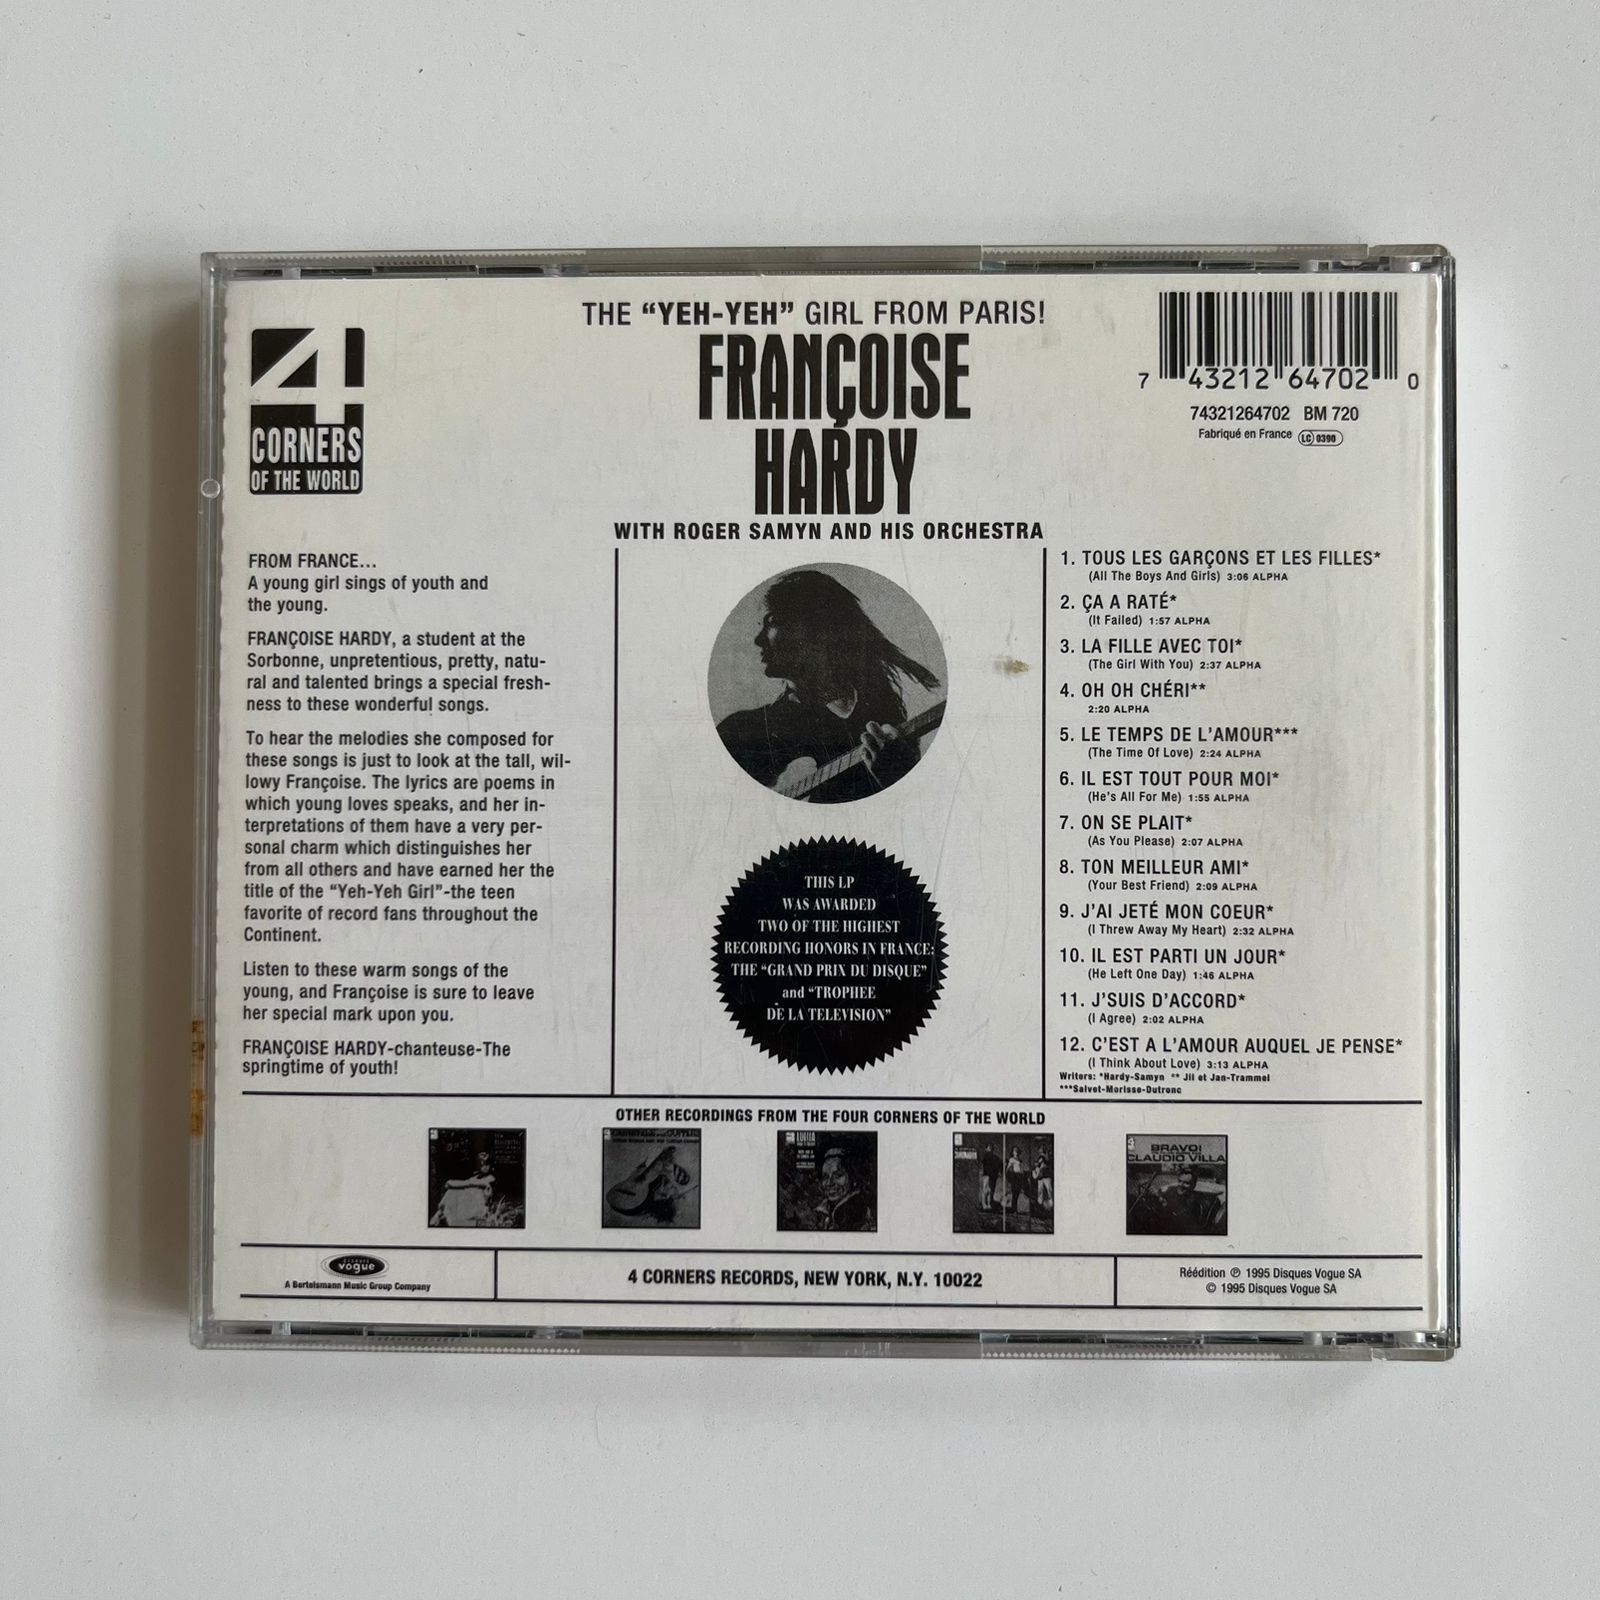 THE “YEH-YEH” GIRL FROM PARIS!
FRANÇOISE
HARDY
WITH ROGER SAMYN AND HIS ORCHESTRA
4
CORNERS
OF THE WORLD
7 43212 64702 0
74321264702 BM 720
Fabriqué en France LC 0390
FROM FRANCE...
A young girl sings of youth and
the young.
FRANÇOISE HARDY, a student at the
Sorbonne, unpretentious, pretty, natu-
ral and talented brings a special fresh-
ness to these wonderful songs.
To hear the melodies she composed for
these songs is just to look at the tall, wil-
lowy Françoise. The lyrics are poems in
which young loves speaks, and her in-
terpretations of them have a very per-
sonal charm which distinguishes her
from all others and have earned her the
title of the “Yeh-Yeh Girl”-the teen
favorite of record fans throughout the
Continent.
Listen to these warm songs of the
young, and Françoise is sure to leave
her special mark upon you.
FRANÇOISE HARDY-chanteuse-The
springtime of youth!
THIS LP
WAS AWARDED
TWO OF THE HIGHEST
RECORDING HONORS IN FRANCE:
THE “GRAND PRIX DU DISQUE”
and “TROPHEE
DE LA TELEVISION”
1. TOUS LES GARÇONS ET LES FILLES*
(All The Boys And Girls) 3:06 ALPHA
2. ÇA A RATÉ*
(It Failed) 1:57 ALPHA
3. LA FILLE AVEC TOI*
(The Girl With You) 2:37 ALPHA
4. OH OH CHÉRI**
2:20 ALPHA
5. LE TEMPS DE L’AMOUR***
(The Time Of Love) 2:24 ALPHA
6. IL EST TOUT POUR MOI*
(He’s All For Me) 1:55 ALPHA
7. ON SE PLAIT*
(As You Please) 2:07 ALPHA
8. TON MEILLEUR AMI*
(Your Best Friend) 2:09 ALPHA
9. J’AI JETÉ MON COEUR*
(I Threw Away My Heart) 2:32 ALPHA
10. IL EST PARTI UN JOUR*
(He Left One Day) 1:46 ALPHA
11. J’SUIS D’ACCORD*
(I Agree) 2:02 ALPHA
12. C’EST A L’AMOUR AUQUEL JE PENSE*
(I Think About Love) 3:13 ALPHA
Writers: *Hardy-Samyn ** Jil et Jan-Trammel
***Salvet-Morisse-Dutronc
OTHER RECORDINGS FROM THE FOUR CORNERS OF THE WORLD
BRAVO!
CLAUDIO VILLA
vogue
A Bertelsmann Music Group Company
4 CORNERS RECORDS, NEW YORK, N.Y. 10022
Réédition ℗ 1995 Disques Vogue SA
© 1995 Disques Vogue SA